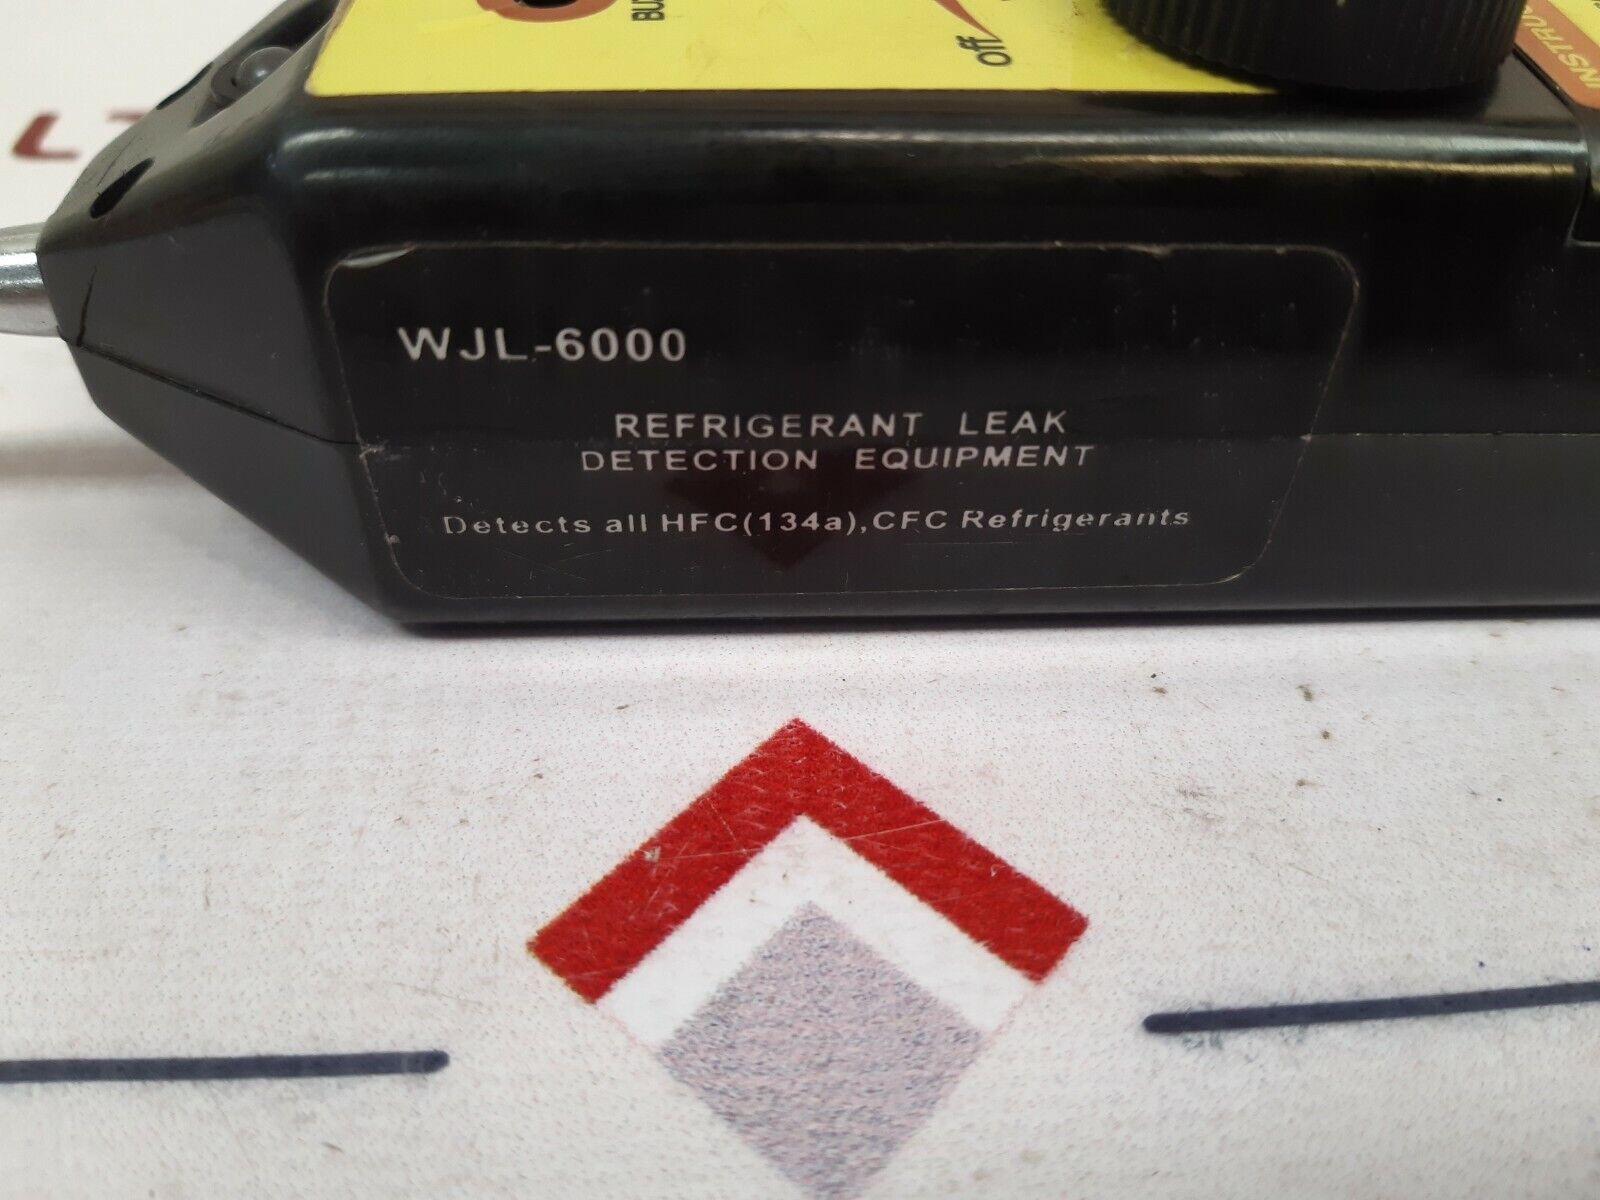 off
WJL-6000
REFRIGERANT LEAK
DETECTION EQUIPMENT
Detects all HFC(134a),CFC Refrigerants